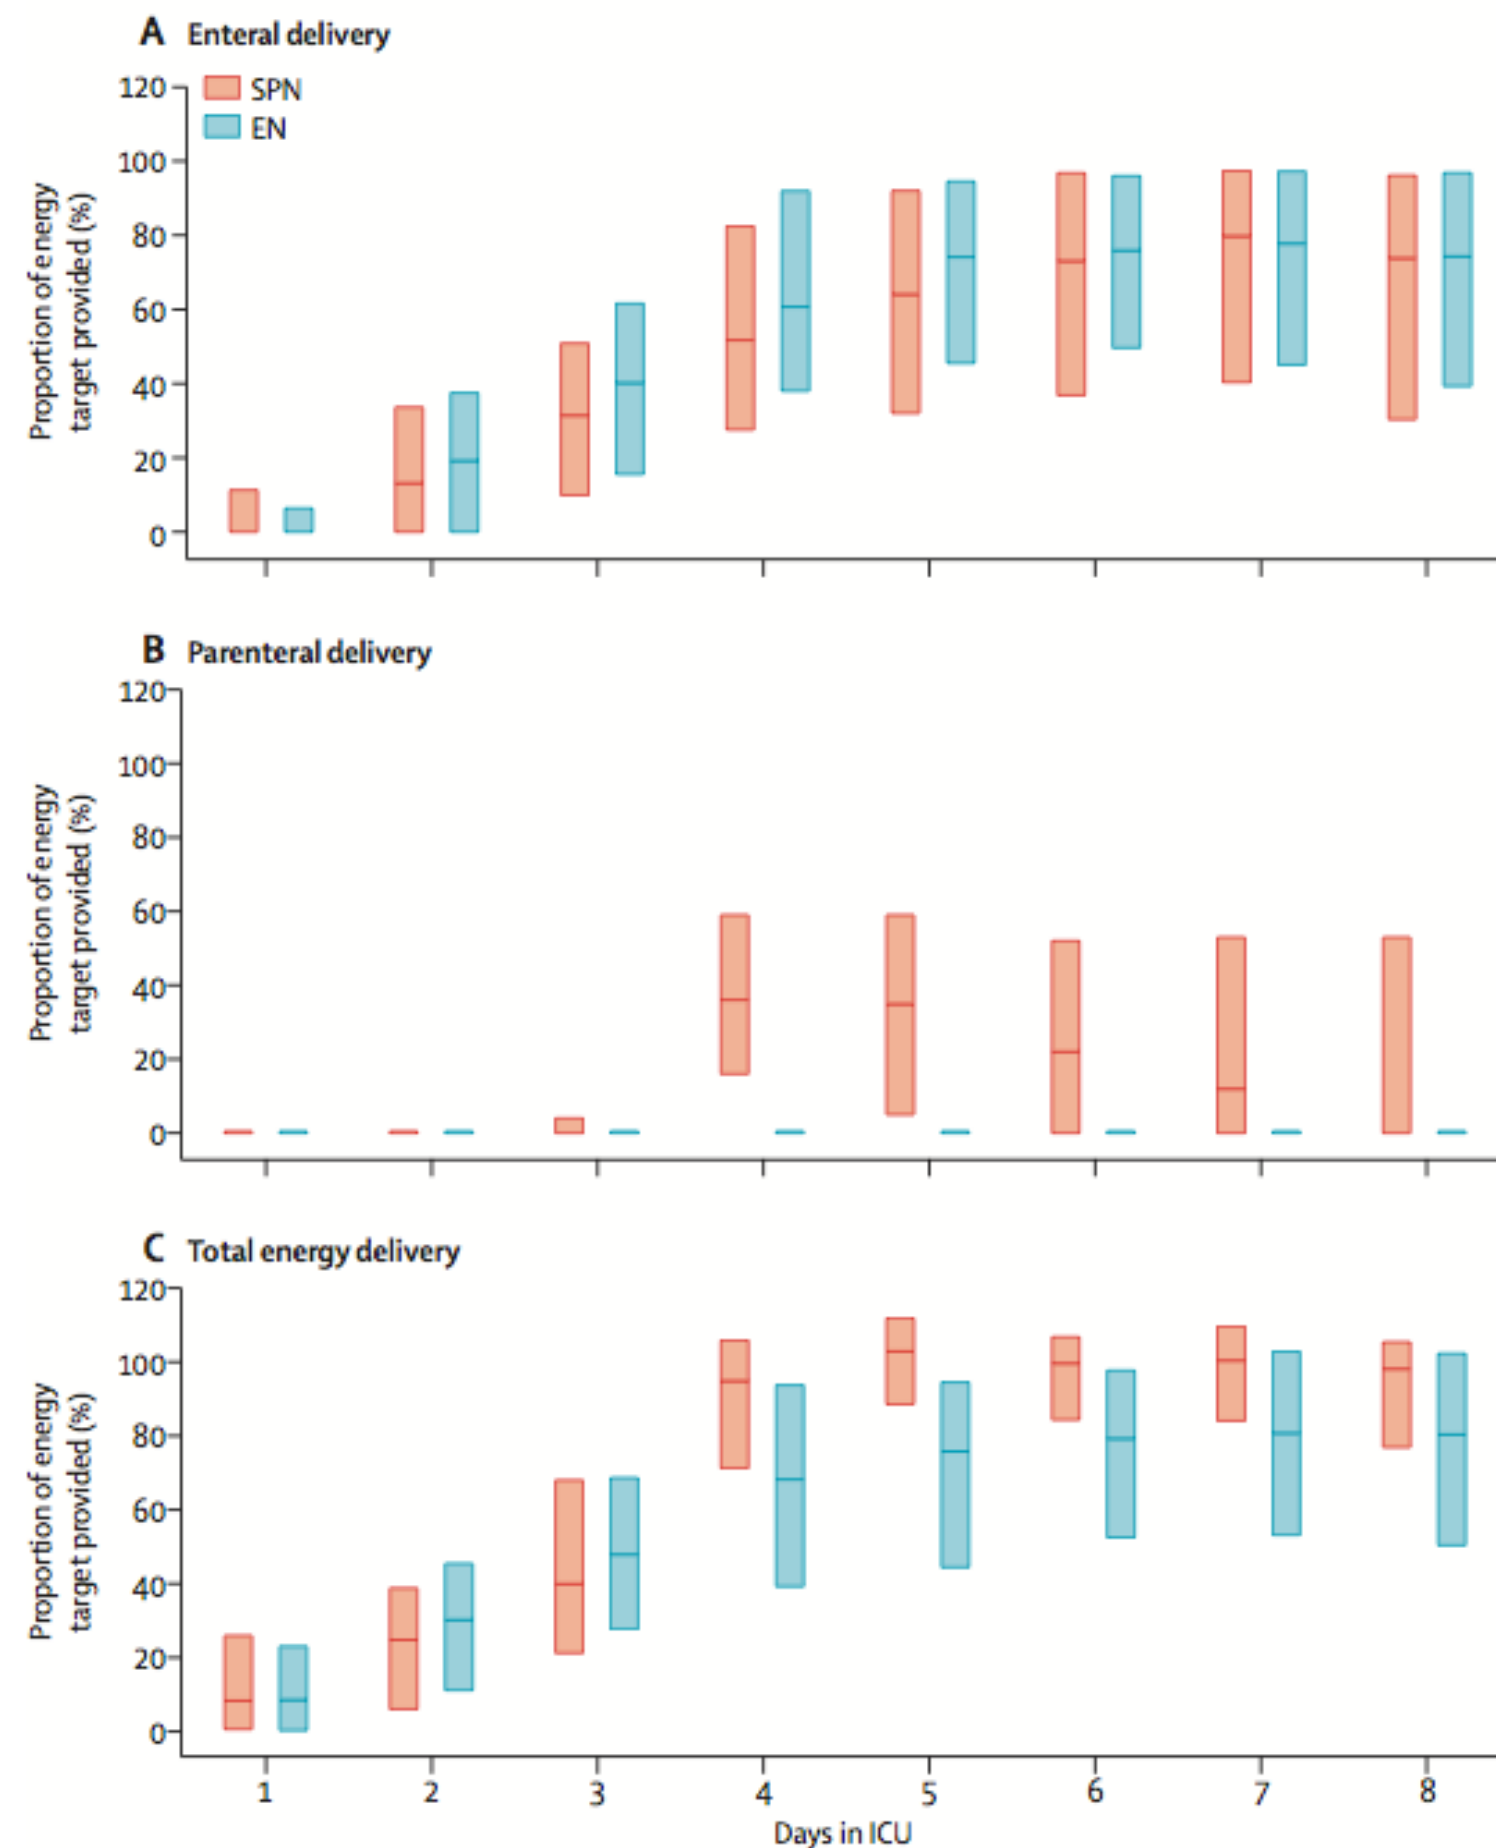 A Enteral delivery
120
SPN
EN
100
80
60
40
20
0
Proportion of energy
target provided (%)
B Parenteral delivery
120
100
80
60
40
20
0
Proportion of energy
target provided (%)
C Total energy delivery
120
100
80
60
40
20
0
Proportion of energy
target provided (%)
1 2 3 4 5 6 7 8
Days in ICU